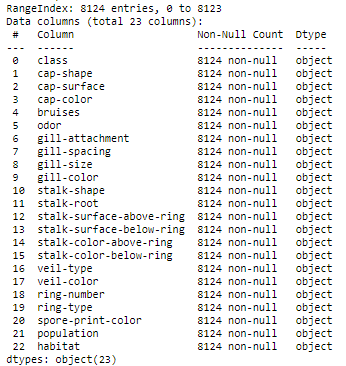 RangeIndex: 8124 entries, 0 to 8123
Data columns (total 23 columns):
 #   Column                    Non-Null Count  Dtype
---  ------                    --------------  -----
 0   class                     8124 non-null   object
 1   cap-shape                 8124 non-null   object
 2   cap-surface               8124 non-null   object
 3   cap-color                 8124 non-null   object
 4   bruises                   8124 non-null   object
 5   odor                      8124 non-null   object
 6   gill-attachment           8124 non-null   object
 7   gill-spacing              8124 non-null   object
 8   gill-size                 8124 non-null   object
 9   gill-color                8124 non-null   object
 10  stalk-shape               8124 non-null   object
 11  stalk-root                8124 non-null   object
 12  stalk-surface-above-ring  8124 non-null   object
 13  stalk-surface-below-ring  8124 non-null   object
 14  stalk-color-above-ring    8124 non-null   object
 15  stalk-color-below-ring    8124 non-null   object
 16  veil-type                 8124 non-null   object
 17  veil-color                8124 non-null   object
 18  ring-number               8124 non-null   object
 19  ring-type                 8124 non-null   object
 20  spore-print-color         8124 non-null   object
 21  population                8124 non-null   object
 22  habitat                   8124 non-null   object
dtypes: object(23)